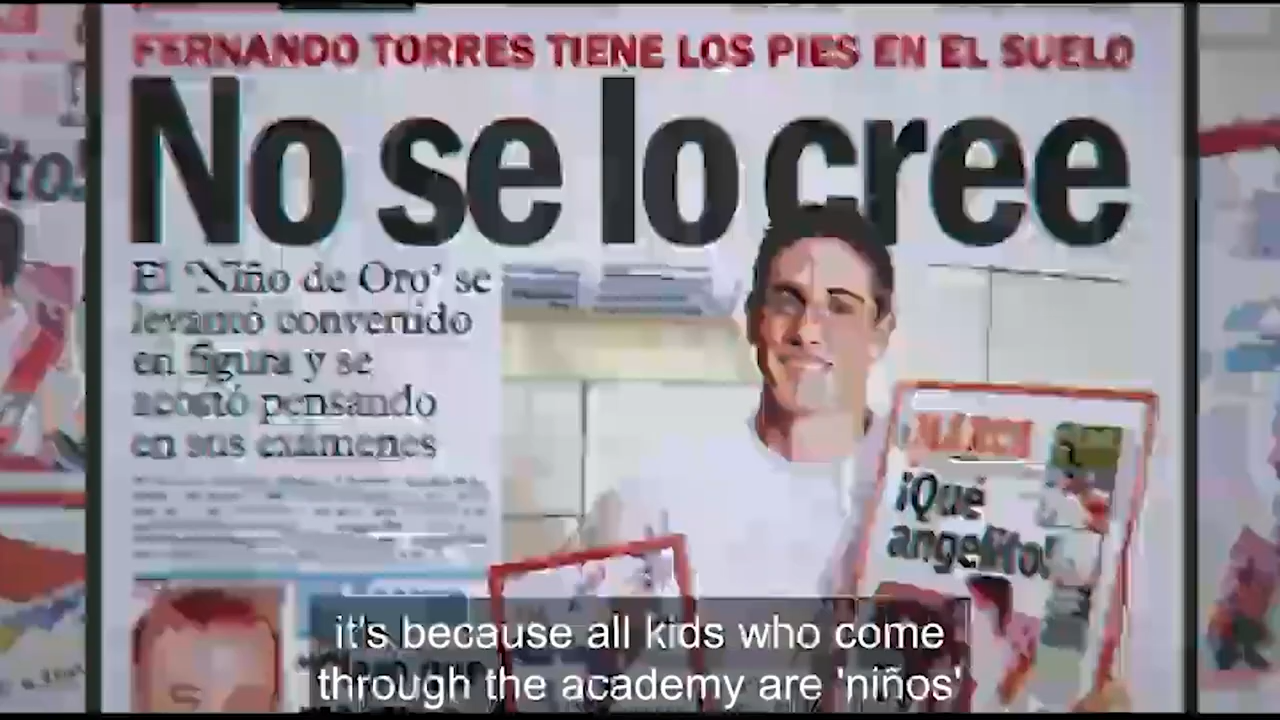 FERNANDO TORRES TIENE LOS PIES EN EL SUELO
No se lo cree
El 'Niño de Oro' se
levantó convertido
en figura y se
acostó pensando
en sus exámenes
ito!
MARCA
¡Qué
angelito!
it's because all kids who come
through the academy are 'niños'